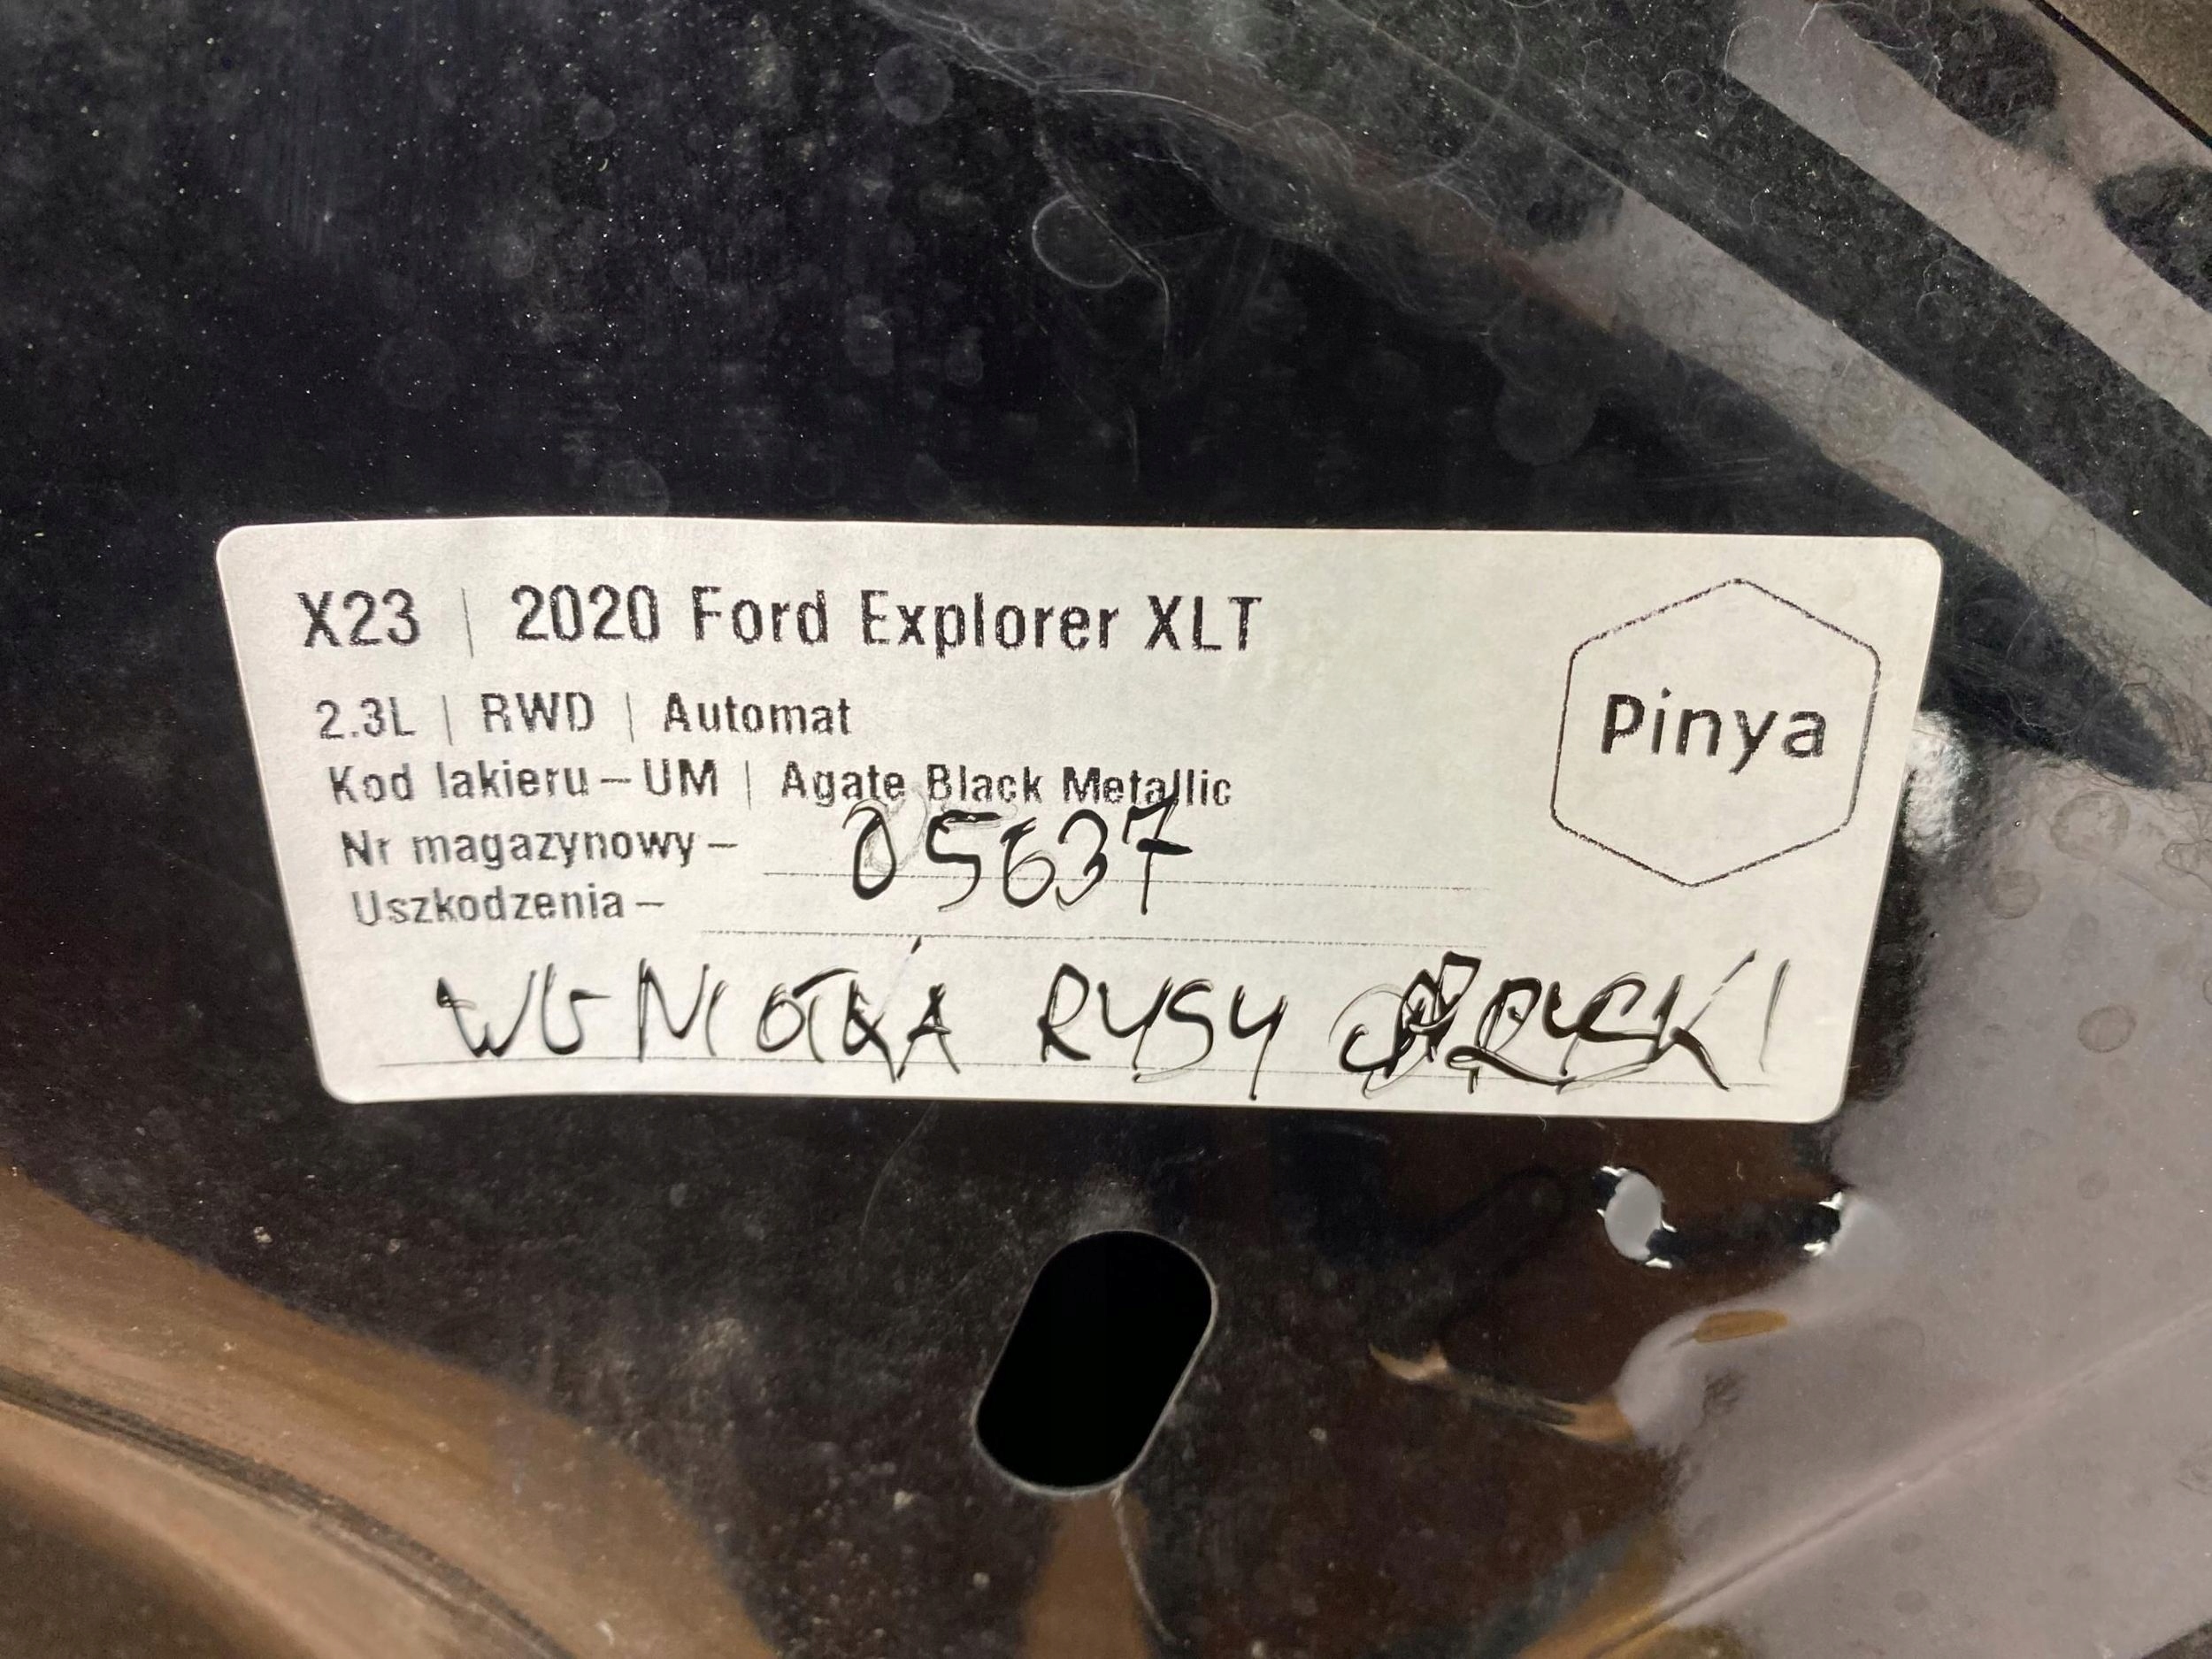 X23 | 2020 Ford Explorer XLT
2.3L | RWD | Automat
Kod lakieru – UM | Agate Black Metallic
Nr magazynowy – 05637
Uszkodzenia –
RYSY
Pinya